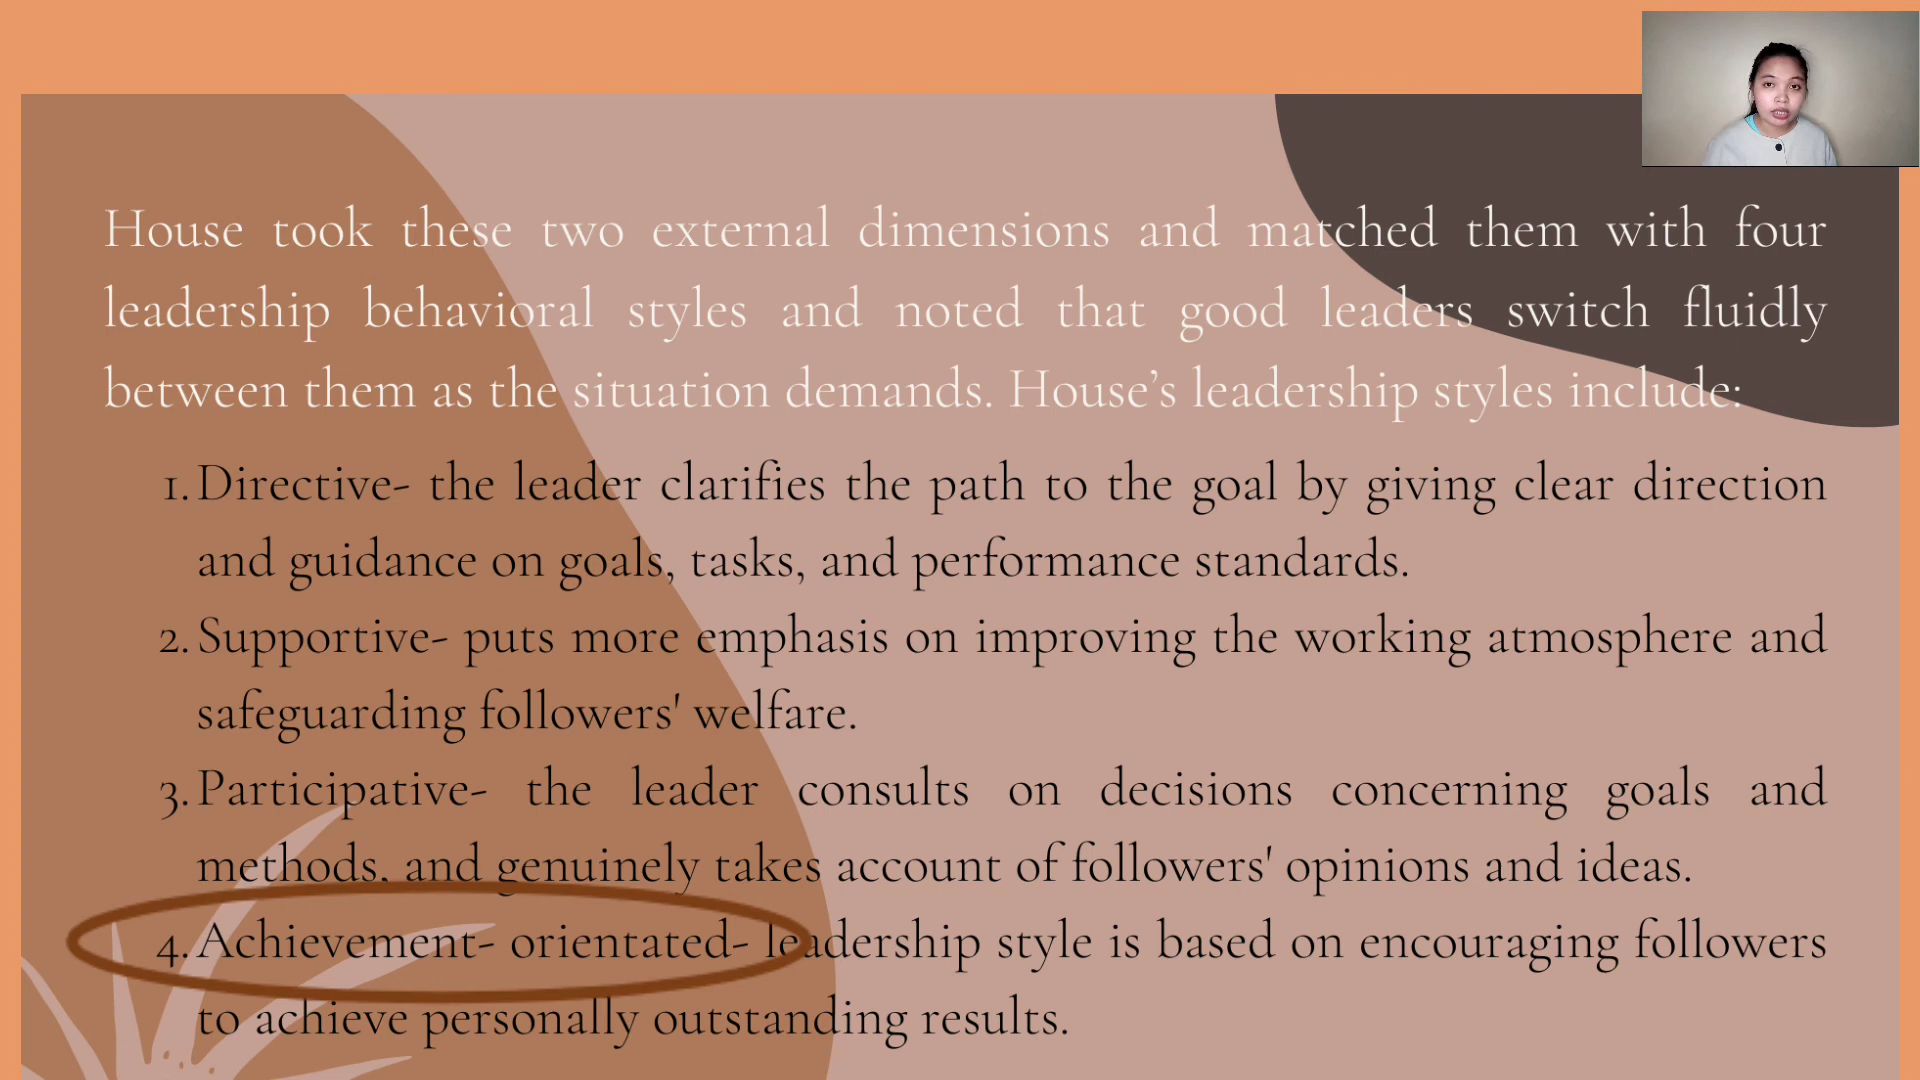 House took these two external dimensions and matched them with four
leadership behavioral styles and noted that good leaders switch fluidly
between them as the situation demands. House’s leadership styles include:
1. Directive- the leader clarifies the path to the goal by giving clear direction
and guidance on goals, tasks, and performance standards.
2. Supportive- puts more emphasis on improving the working atmosphere and
safeguarding followers' welfare.
3. Participative- the leader consults on decisions concerning goals and
methods, and genuinely takes account of followers' opinions and ideas.
4. Achievement- orientated- leadership style is based on encouraging followers
to achieve personally outstanding results.